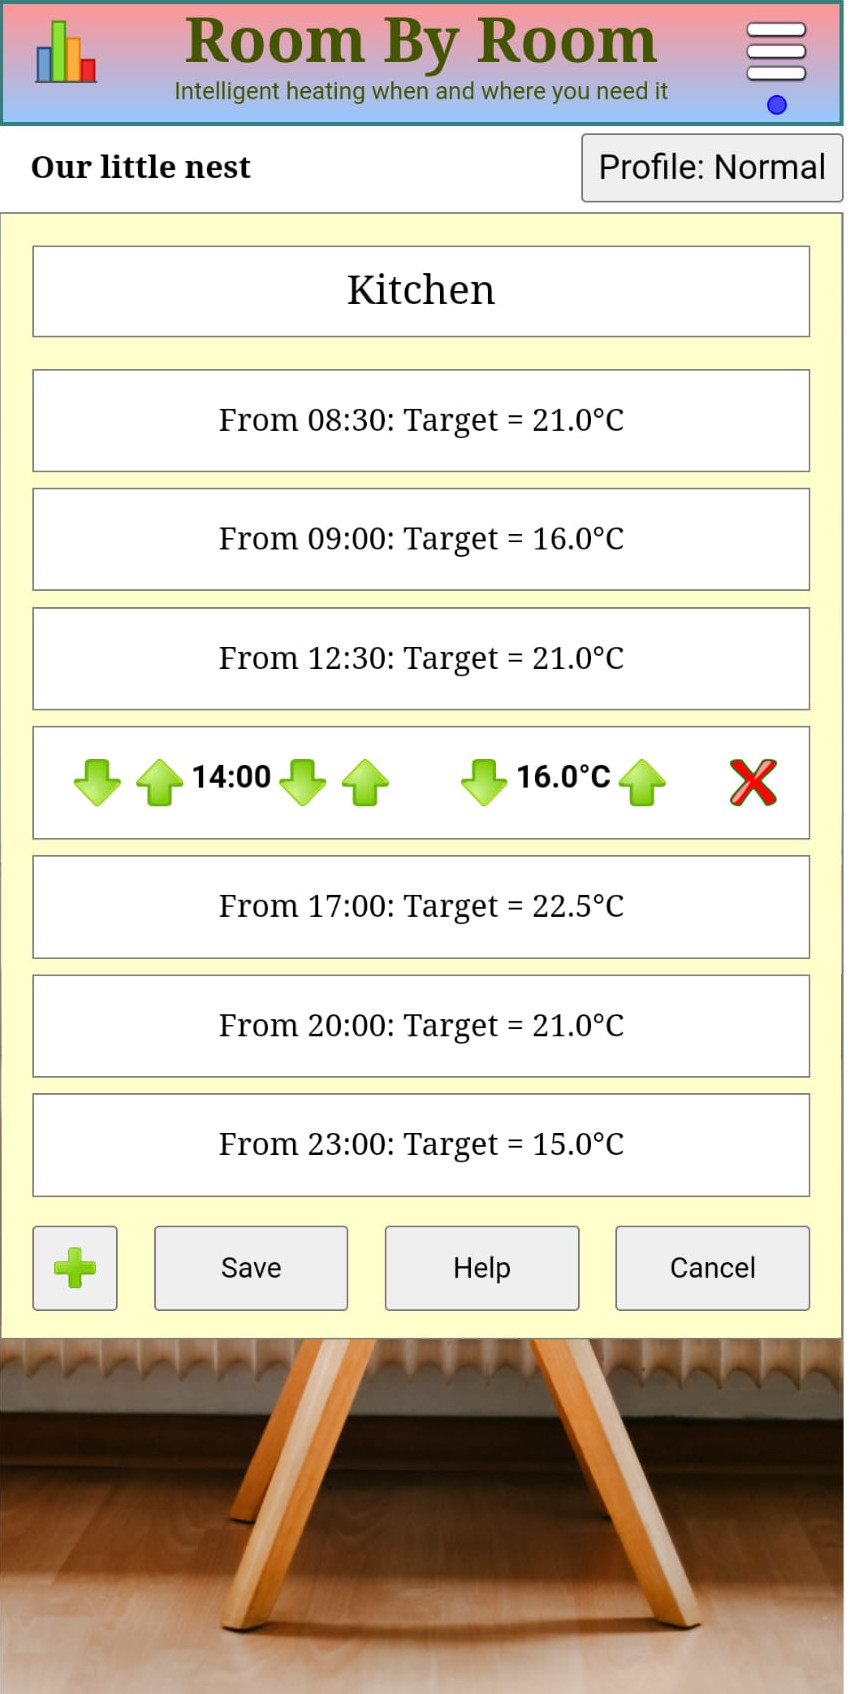 Room By Room
Intelligent heating when and where you need it
Our little nest
Profile: Normal
Kitchen
From 08:30: Target = 21.0°C
From 09:00: Target = 16.0°C
From 12:30: Target = 21.0°C
14:00 16.0°C
From 17:00: Target = 22.5°C
From 20:00: Target = 21.0°C
From 23:00: Target = 15.0°C
Save Help Cancel